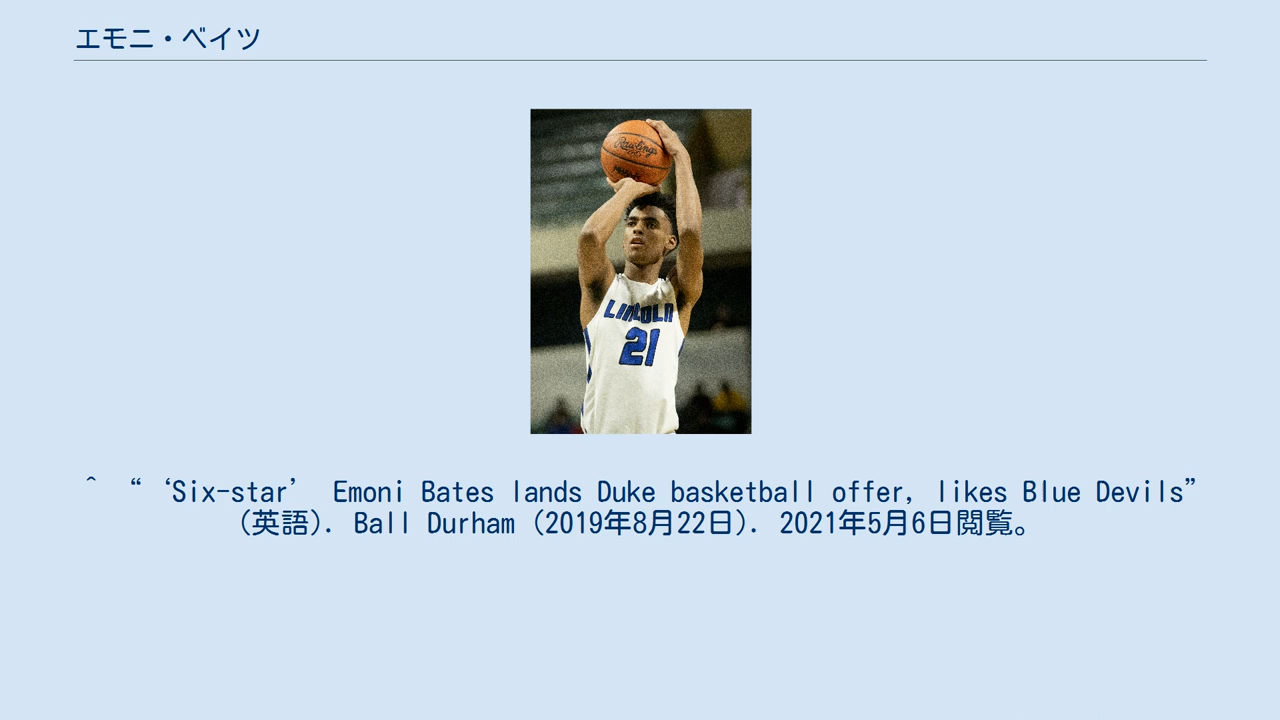 エモニ・ベイツ
Rawlings
LINCOLN
21
^ “ ‘Six-star’ Emoni Bates lands Duke basketball offer, likes Blue Devils”
(英語). Ball Durham (2019年8月22日). 2021年5月6日閲覧。